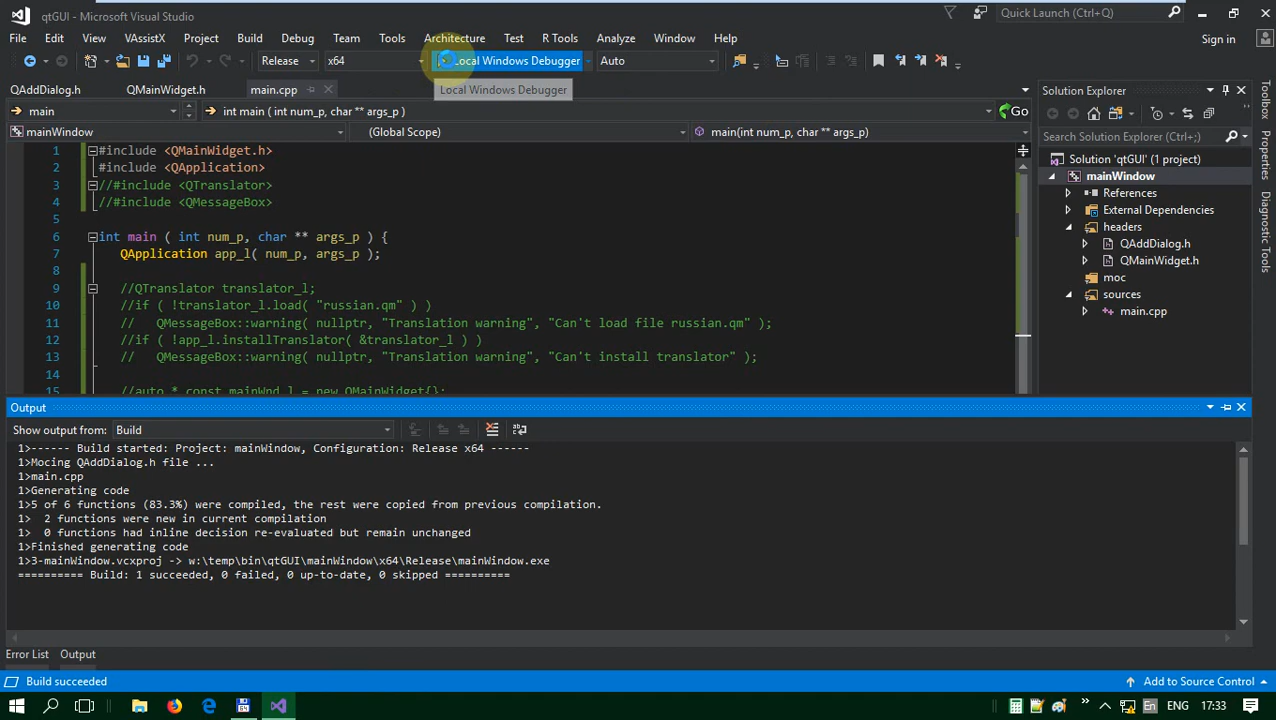 qtGUI - Microsoft Visual Studio
Quick Launch (Ctrl+Q)
File Edit View VAssistX Project Build Debug Team Tools Architecture Test R Tools Analyze Window Help
Sign in
Release x64 Local Windows Debugger Auto
Local Windows Debugger
QAddDialog.h QMainWidget.h main.cpp
main int main ( int num_p, char ** args_p ) Go
mainWindow (Global Scope) main(int num_p, char ** args_p)
1 #include <QMainWidget.h>
2 #include <QApplication>
3 //#include <QTranslator>
4 //#include <QMessageBox>
5
6 int main ( int num_p, char ** args_p ) {
7 QApplication app_l( num_p, args_p );
8
9 //QTranslator translator_l;
10 //if ( !translator_l.load( "russian.qm" ) )
11 // QMessageBox::warning( nullptr, "Translation warning", "Can't load file russian.qm" );
12 //if ( !app_l.installTranslator( &translator_l ) )
13 // QMessageBox::warning( nullptr, "Translation warning", "Can't install translator" );
14
15 //auto * const mainWnd_l = new QMainWidget{};
Solution Explorer
Search Solution Explorer (Ctrl+;)
Solution 'qtGUI' (1 project)
mainWindow
References
External Dependencies
headers
QAddDialog.h
QMainWidget.h
moc
sources
main.cpp
Toolbox
Properties
Diagnostic Tools
Output
Show output from: Build
1>------ Build started: Project: mainWindow, Configuration: Release x64 ------
1>Mocing QAddDialog.h file ...
1>main.cpp
1>Generating code
1>5 of 6 functions (83.3%) were compiled, the rest were copied from previous compilation.
1>  2 functions were new in current compilation
1>  0 functions had inline decision re-evaluated but remain unchanged
1>Finished generating code
1>3-mainWindow.vcxproj -> w:\temp\bin\qtGUI\mainWindow\x64\Release\mainWindow.exe
========== Build: 1 succeeded, 0 failed, 0 up-to-date, 0 skipped ==========
Error List Output
Build succeeded
Add to Source Control
En ENG 17:33